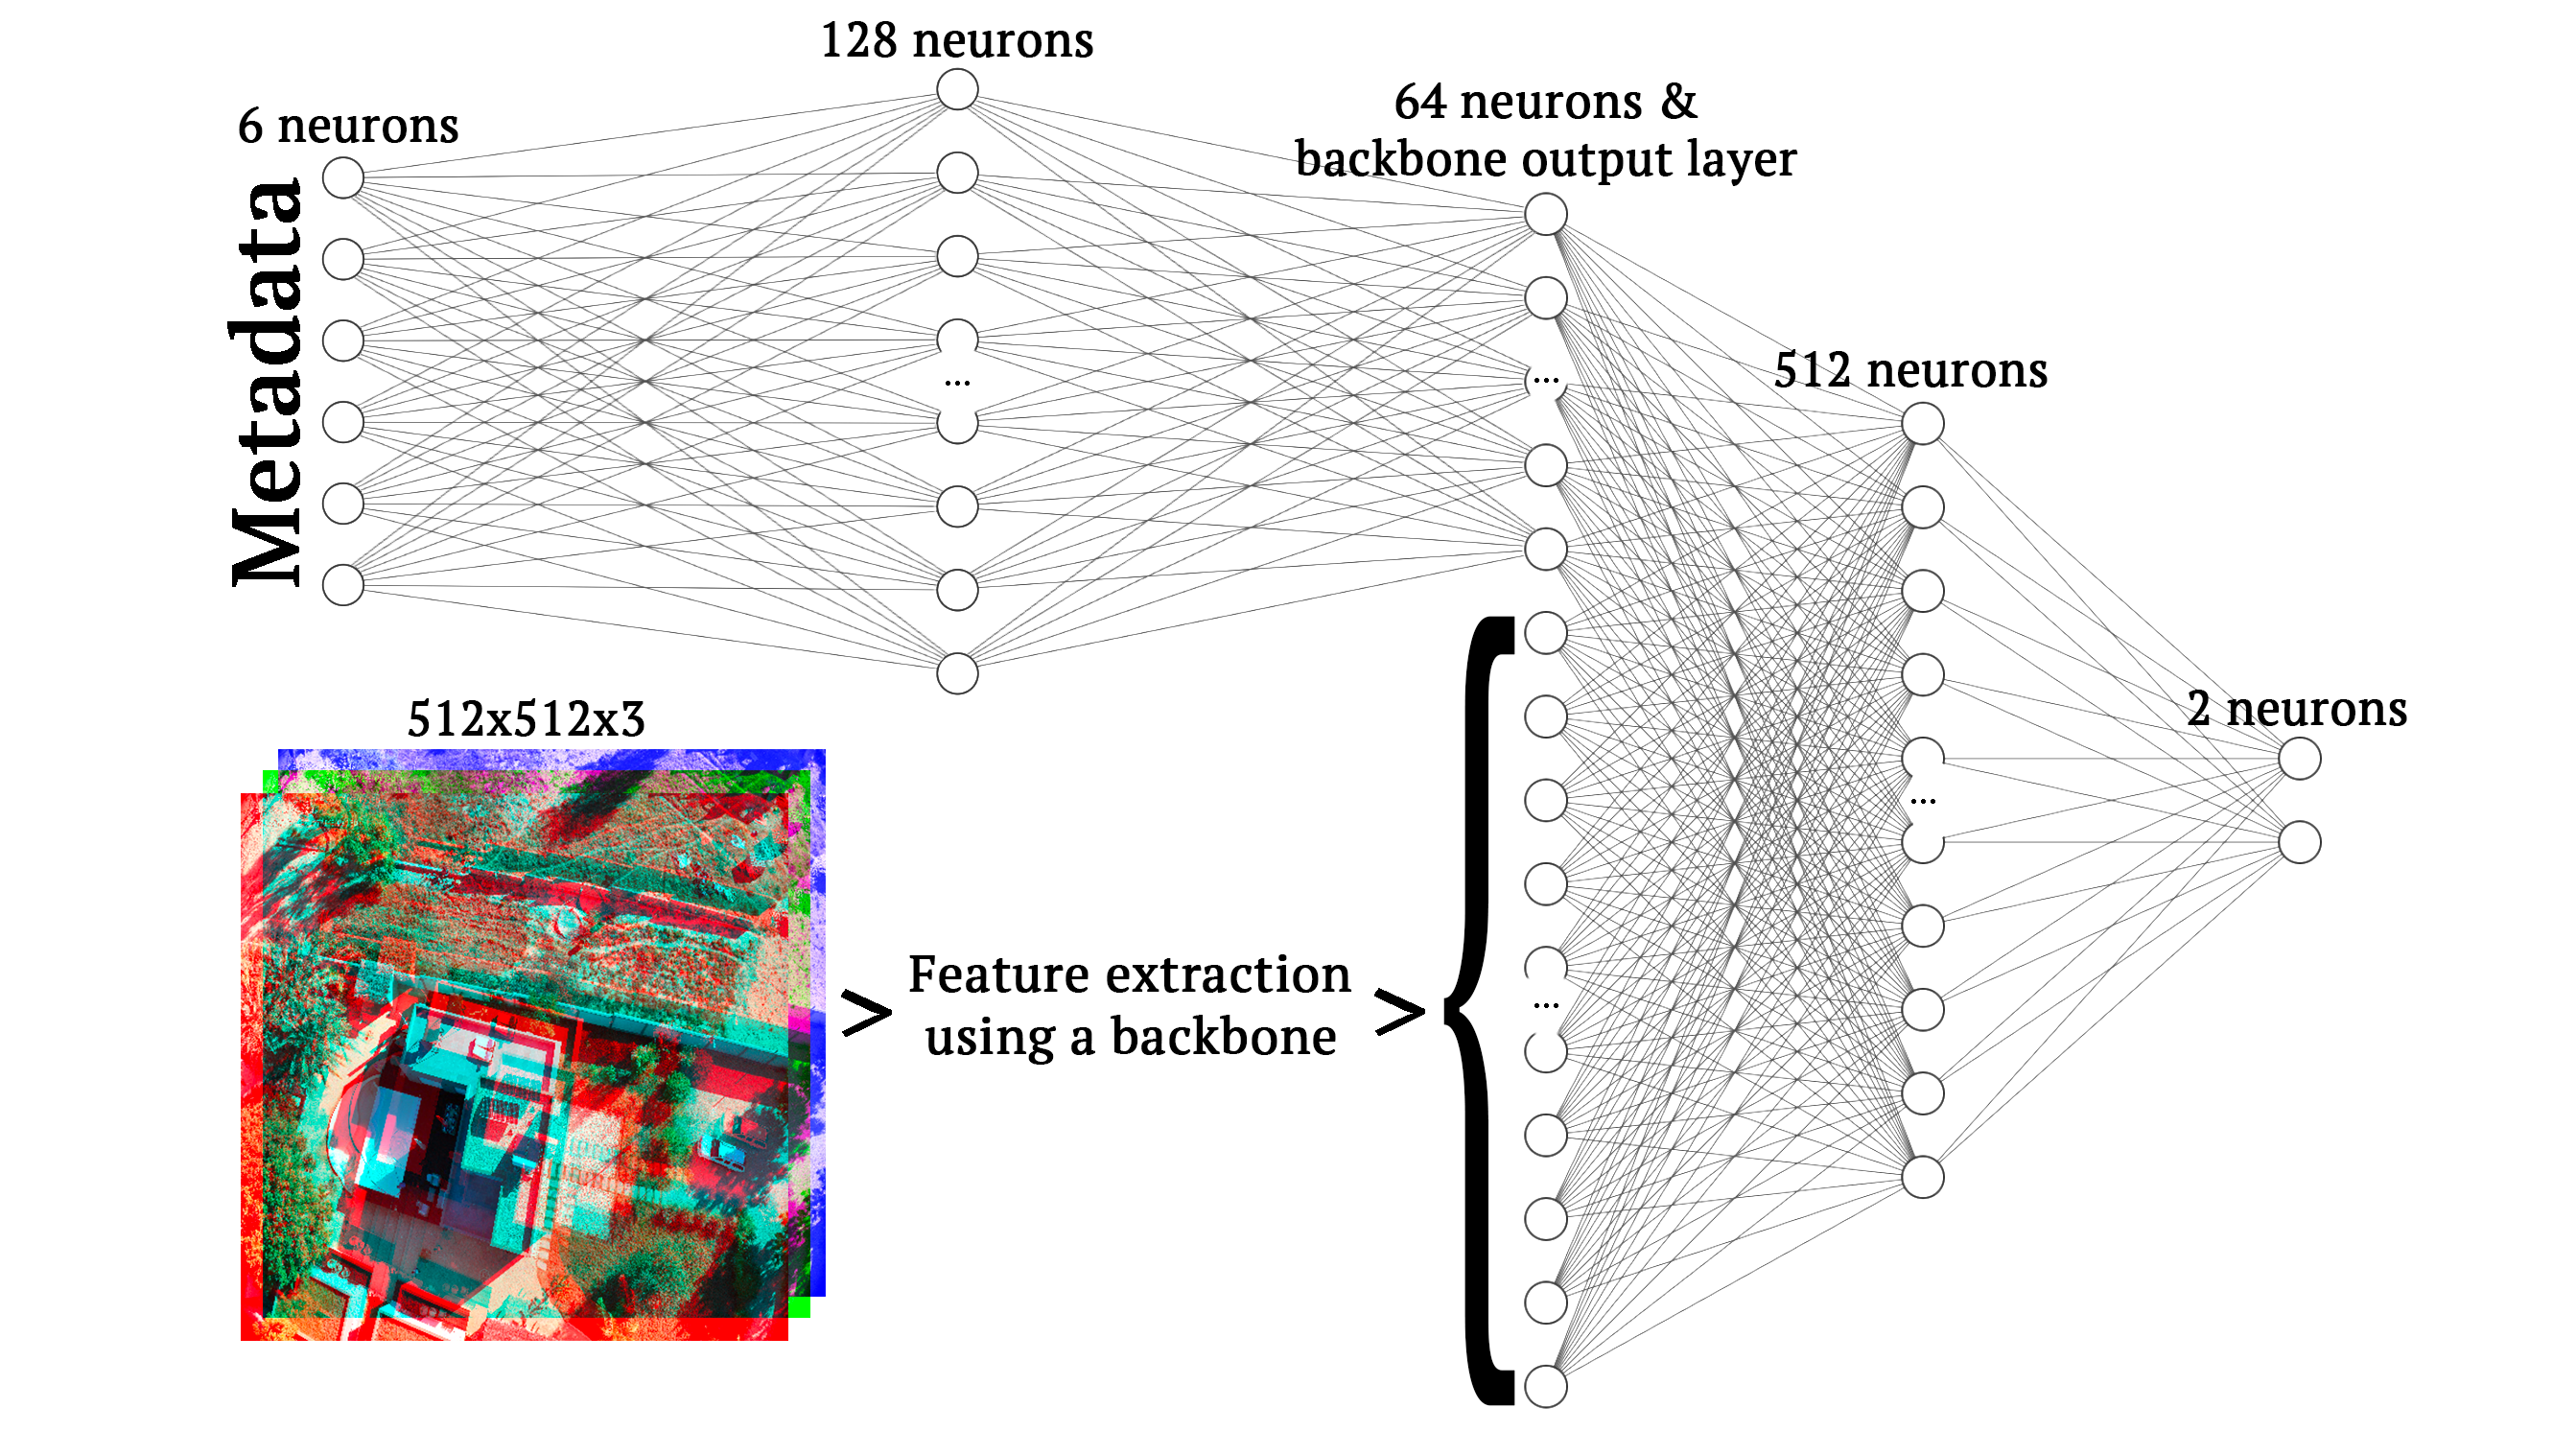 128 neurons
6 neurons
64 neurons &
backbone output layer
Metadata
...
...
512 neurons
512x512x3
2 neurons
...
> Feature extraction >
using a backbone
{
...